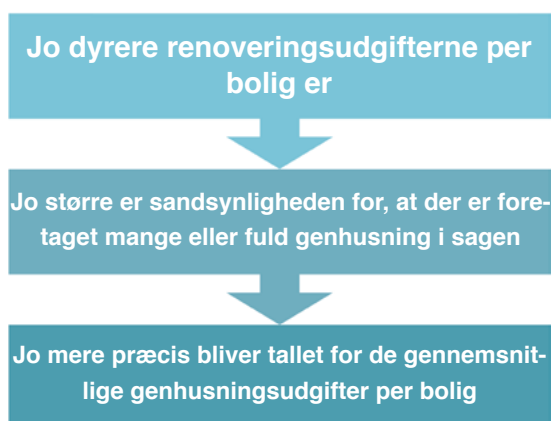 Jo dyrere renoveringsudgifterne per
bolig er
Jo større er sandsynligheden for, at der er fore-
taget mange eller fuld genhusning i sagen
Jo mere præcis bliver tallet for de gennemsnit-
lige genhusningsudgifter per bolig